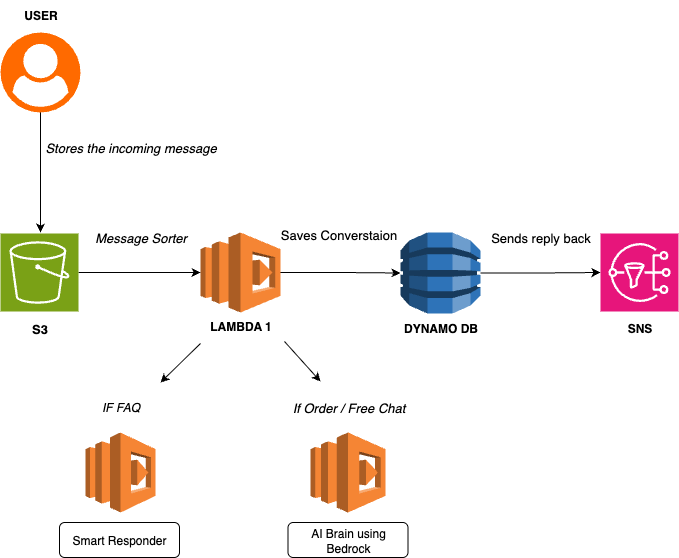 USER
Stores the incoming message
Message Sorter
Saves Converstaion
Sends reply back
S3
LAMBDA 1
DYNAMO DB
SNS
IF FAQ
If Order / Free Chat
Smart Responder
AI Brain using
Bedrock